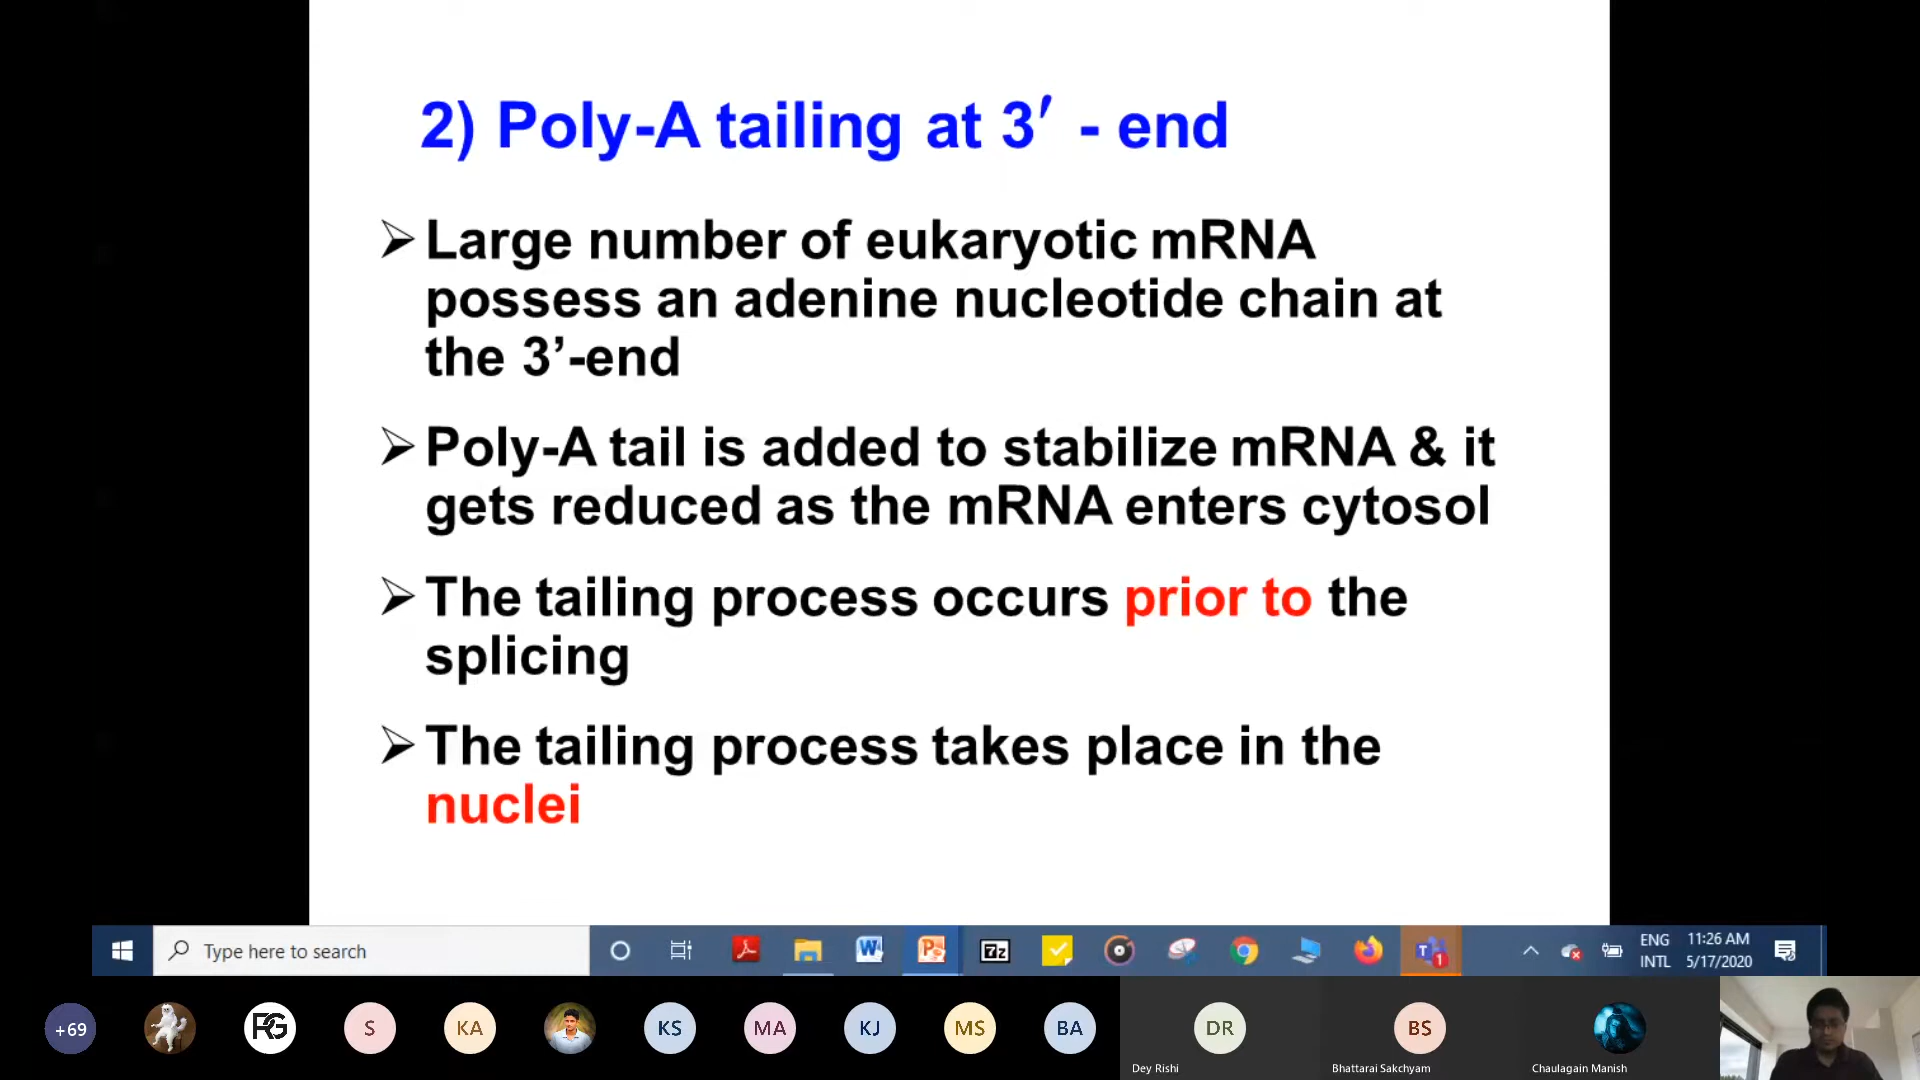 2) Poly-A tailing at 3′ - end
➢ Large number of eukaryotic mRNA
possess an adenine nucleotide chain at
the 3’-end
➢ Poly-A tail is added to stabilize mRNA & it
gets reduced as the mRNA enters cytosol
➢ The tailing process occurs prior to the
splicing
➢ The tailing process takes place in the
nuclei
Type here to search
ENG
INTL
11:26 AM
5/17/2020
+69
RG
S
KA
KS
MA
KJ
MS
BA
DR
BS
Dey Rishi
Bhattarai Sakchyam
Chaulagain Manish